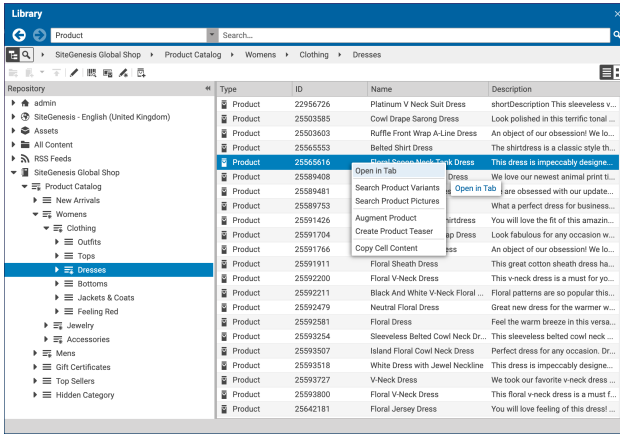 Library
Product
Search...
SiteGenesis Global Shop Product Catalog Womens Clothing Dresses
Repository
admin
SiteGenesis - English (United Kingdom)
Assets
All Content
RSS Feeds
SiteGenesis Global Shop
Product Catalog
New Arrivals
Womens
Clothing
Outfits
Tops
Dresses
Bottoms
Jackets & Coats
Feeling Red
Jewelry
Accessories
Mens
Gift Certificates
Top Sellers
Hidden Category
Type ID Name Description
Product 22956726 Platinum V Neck Suit Dress shortDescription This sleeveless v...
Product 25503585 Cowl Drape Sarong Dress Look polished in this terrific tonal ...
Product 25503603 Ruffle Front Wrap A-Line Dress An object of our obsession! We lo...
Product 25565553 Belted Shirt Dress The shirtdress is a classic style th...
Product 25565616 Floral Scoop Neck Tank Dress This dress is impeccably designe...
Product 25589408 Dress We love our newest animal print ti...
Product 25589481 are obsessed with our update...
Product 25589753 What a perfect dress for business...
Product 25591426 hirtdress You will love the fit of this amazin...
Product 25591704 ap Dress Look fabulous for any occasion w...
Product 25591766 ess An object of our obsession! We lo...
Product 25591911 Floral Sheath Dress This great cotton sheath dress ha...
Product 25592200 Floral V-Neck Dress This v-neck dress is a must for yo...
Product 25592211 Black And White V-Neck Floral ... Floral patterns are so popular this...
Product 25592479 Neutral Floral Dress Great new dress for the warmer w...
Product 25592581 Floral Dress Feel the warm breeze in this versa...
Product 25593254 Sleeveless Belted Cowl Neck Dr... This sleeveless belted cowl neck ...
Product 25593507 Island Floral Cowl Neck Dress Perfect dress for any occasion. Dr...
Product 25593518 White Dress with Jewel Neckline This dress is impeccably designe...
Product 25593727 V-Neck Dress We took our favorite v-neck dress ...
Product 25593800 Floral V-Neck Dress This floral v-neck dress is a must f...
Product 25642181 Floral Jersey Dress You will love feeling of this dress! ...
Open in Tab
Search Product Variants
Search Product Pictures
Augment Product
Create Product Teaser
Copy Cell Content
Open in Tab